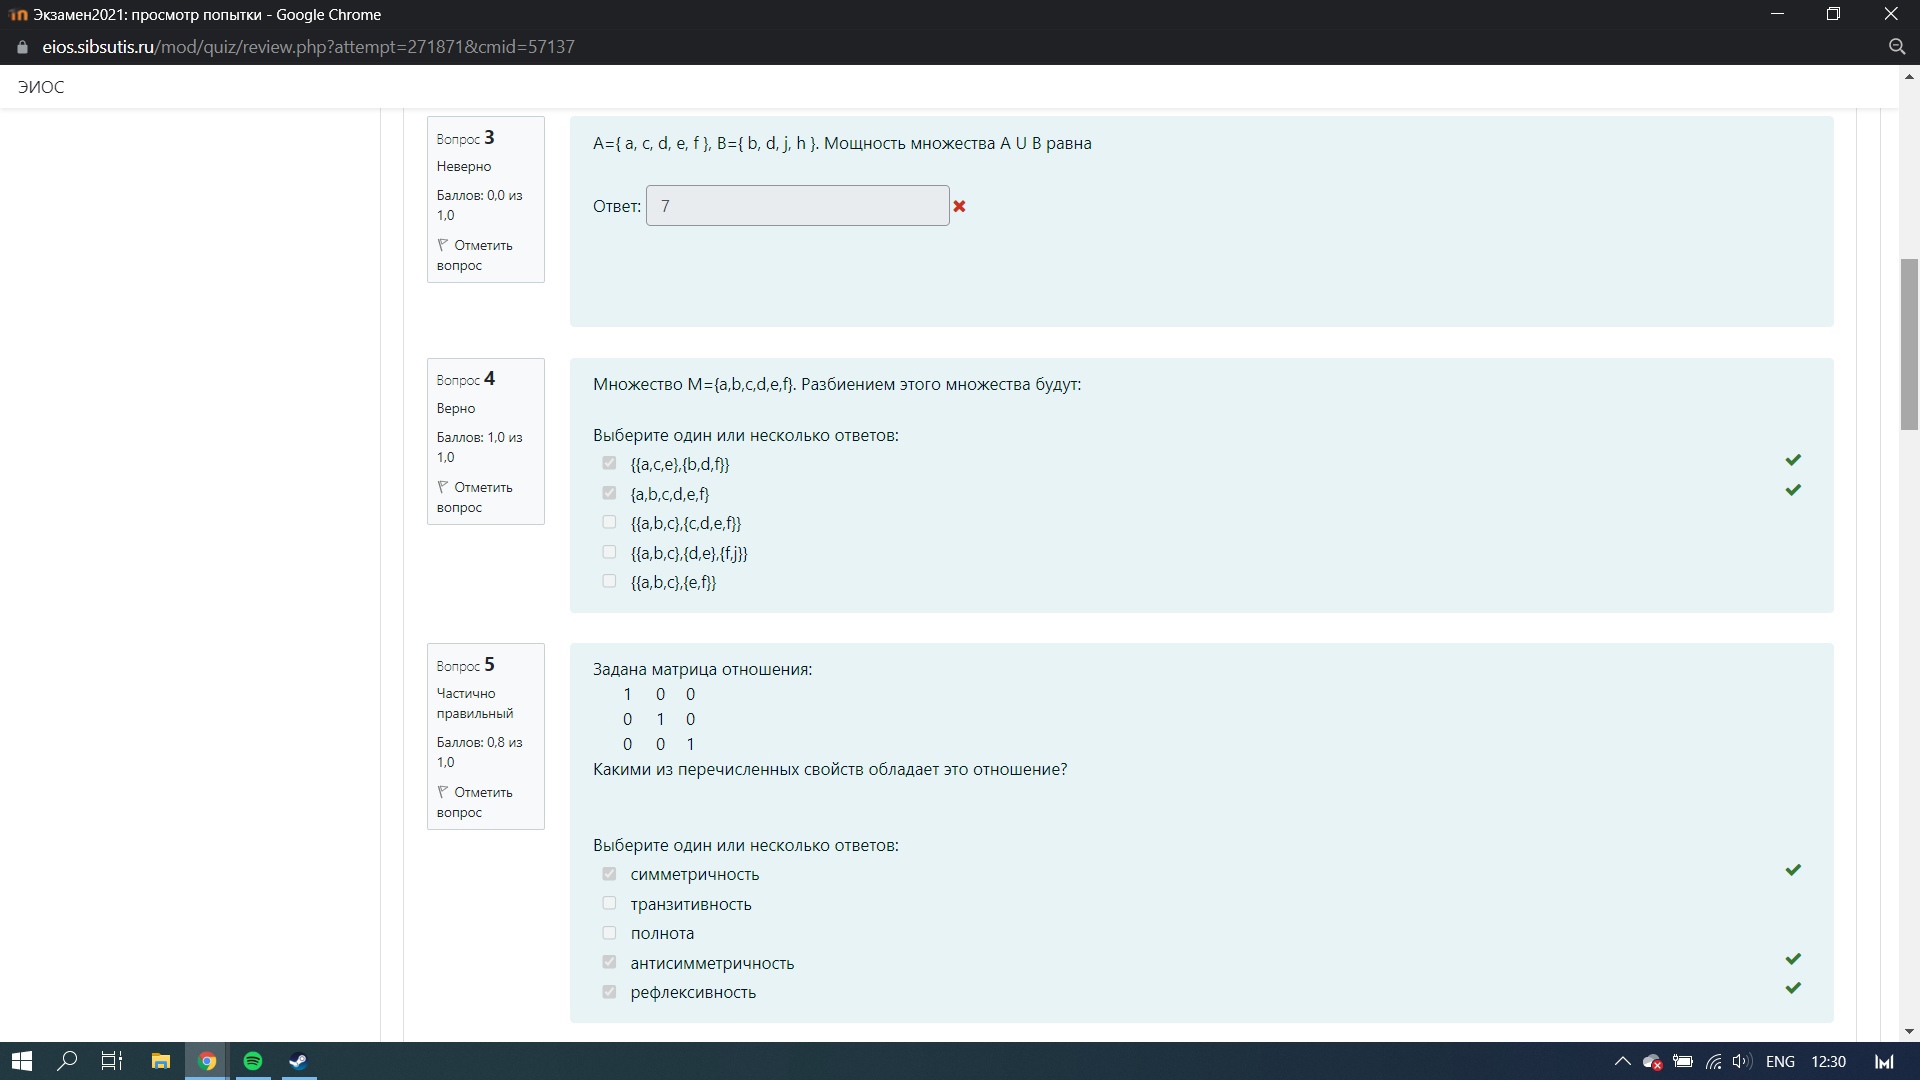 Экзамен2021: просмотр попытки - Google Chrome
eios.sibsutis.ru/mod/quiz/review.php?attempt=271871&cmid=57137
ЭИОС
Вопрос 3
Неверно
Баллов: 0,0 из
1,0
Отметить
вопрос
A={ a, c, d, e, f }, B={ b, d, j, h }. Мощность множества A U B равна
Ответ: 7
Вопрос 4
Верно
Баллов: 1,0 из
1,0
Отметить
вопрос
Множество M={a,b,c,d,e,f}. Разбиением этого множества будут:
Выберите один или несколько ответов:
{{a,c,e},{b,d,f}}
{a,b,c,d,e,f}
{{a,b,c},{c,d,e,f}}
{{a,b,c},{d,e},{f,j}}
{{a,b,c},{e,f}}
Вопрос 5
Частично
правильный
Баллов: 0,8 из
1,0
Отметить
вопрос
Задана матрица отношения:
1 0 0
0 1 0
0 0 1
Какими из перечисленных свойств обладает это отношение?
Выберите один или несколько ответов:
симметричность
транзитивность
полнота
антисимметричность
рефлексивность
ENG 12:30